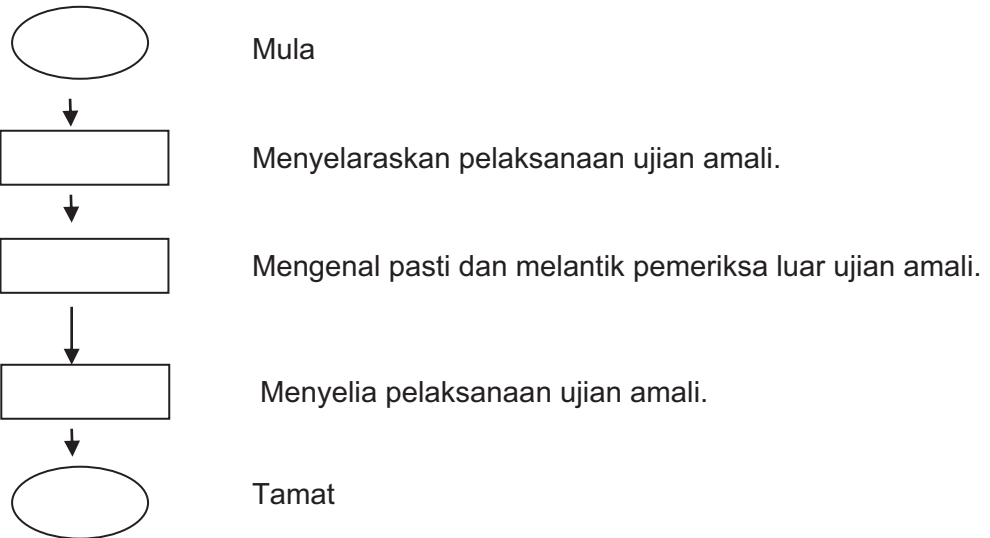 Mula
Menyelaraskan pelaksanaan ujian amali.
Mengenal pasti dan melantik pemeriksa luar ujian amali.
Menyelia pelaksanaan ujian amali.
Tamat